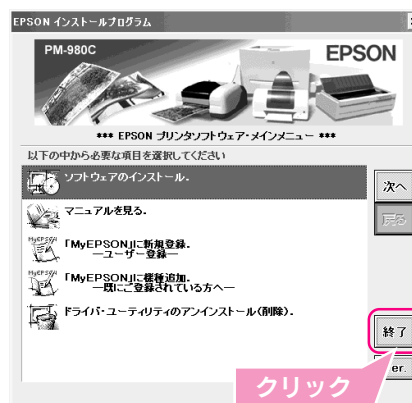 EPSON インストールプログラム
PM-980C
EPSON
*** EPSON プリンタソフトウェア・メインメニュー ***
以下の中から必要な項目を選択してください
ソフトウェアのインストール.
次へ
戻る
マニュアルを見る.
MyEPSON
「MyEPSON」に新規登録.
―ユーザー登録―
MyEPSON
「MyEPSON」に機種追加.
―既にご登録されている方へ―
ドライバ・ユーティリティのアンインストール(削除).
終了
er.
クリック